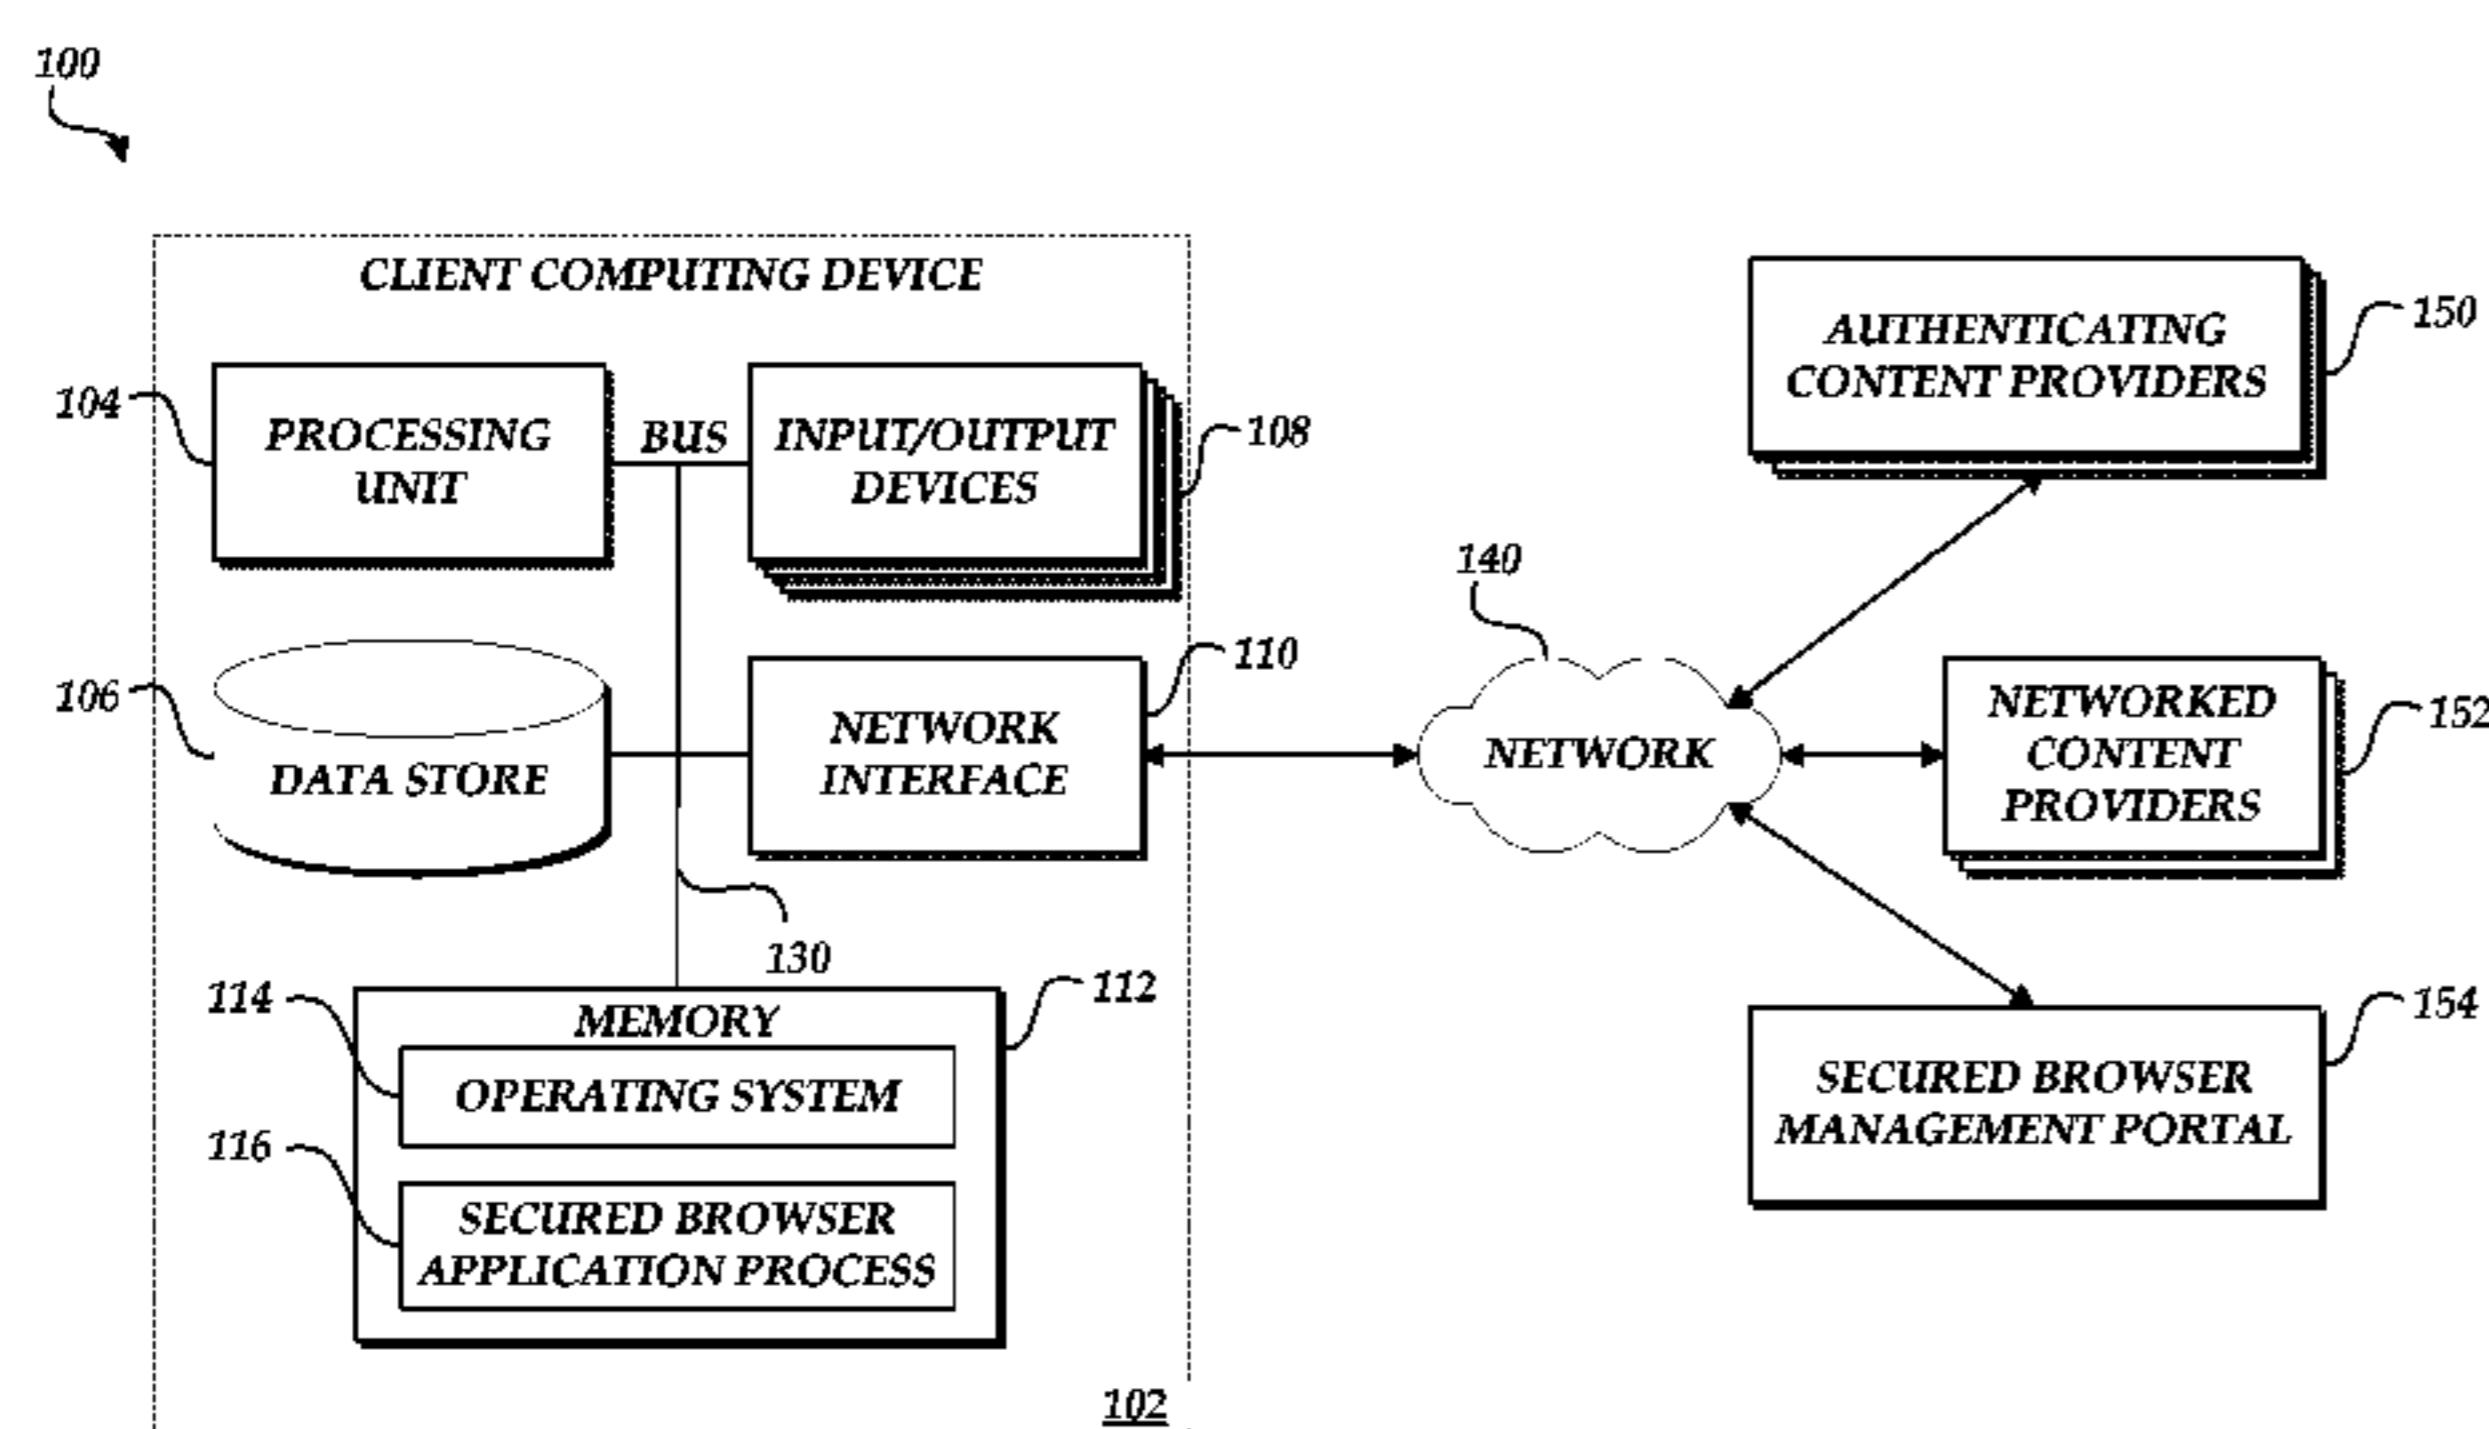 100
CLIENT COMPUTING DEVICE
104
PROCESSING
UNIT
BUS
INPUT/OUTPUT
DEVICES
108
106
DATA STORE
NETWORK
INTERFACE
110
130
114
112
MEMORY
OPERATING SYSTEM
116
SECURED BROWSER
APPLICATION PROCESS
102
140
NETWORK
AUTHENTICATING
CONTENT PROVIDERS
150
NETWORKED
CONTENT
PROVIDERS
152
SECURED BROWSER
MANAGEMENT PORTAL
154